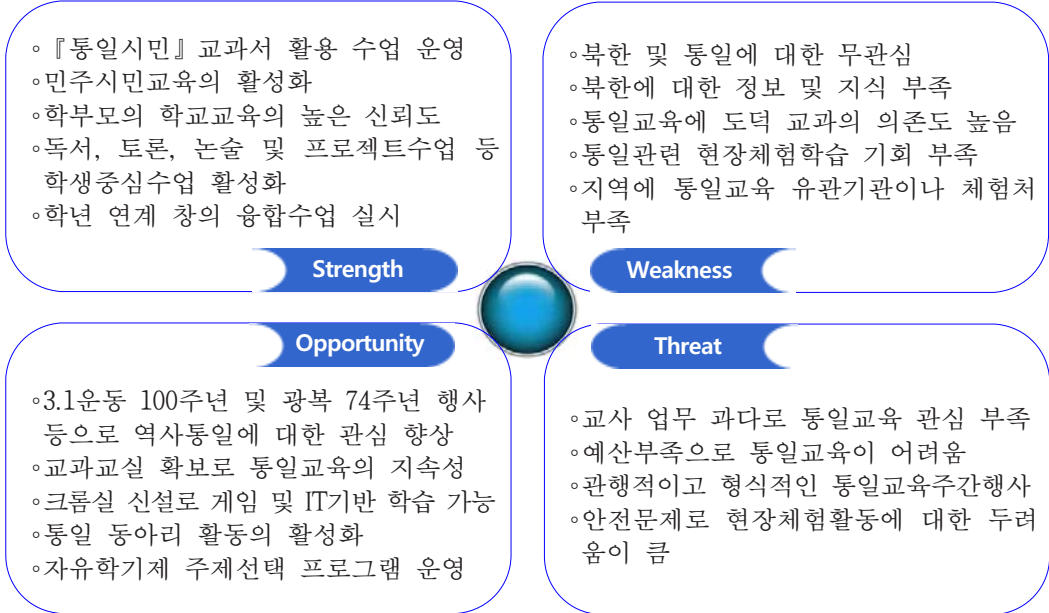 ◦『통일시민』교과서 활용 수업 운영
◦민주시민교육의 활성화
◦학부모의 학교교육의 높은 신뢰도
◦독서, 토론, 논술 및 프로젝트수업 등
학생중심수업 활성화
◦학년 연계 창의 융합수업 실시
Strength
◦북한 및 통일에 대한 무관심
◦북한에 대한 정보 및 지식 부족
◦통일교육에 도덕 교과의 의존도 높음
◦통일관련 현장체험학습 기회 부족
◦지역에 통일교육 유관기관이나 체험처
부족
Weakness
Opportunity
◦3.1운동 100주년 및 광복 74주년 행사
등으로 역사통일에 대한 관심 향상
◦교과교실 확보로 통일교육의 지속성
◦크롬실 신설로 게임 및 IT기반 학습 가능
◦통일 동아리 활동의 활성화
◦자유학기제 주제선택 프로그램 운영
Threat
◦교사 업무 과다로 통일교육 관심 부족
◦예산부족으로 통일교육이 어려움
◦관행적이고 형식적인 통일교육주간행사
◦안전문제로 현장체험활동에 대한 두려
움이 큼